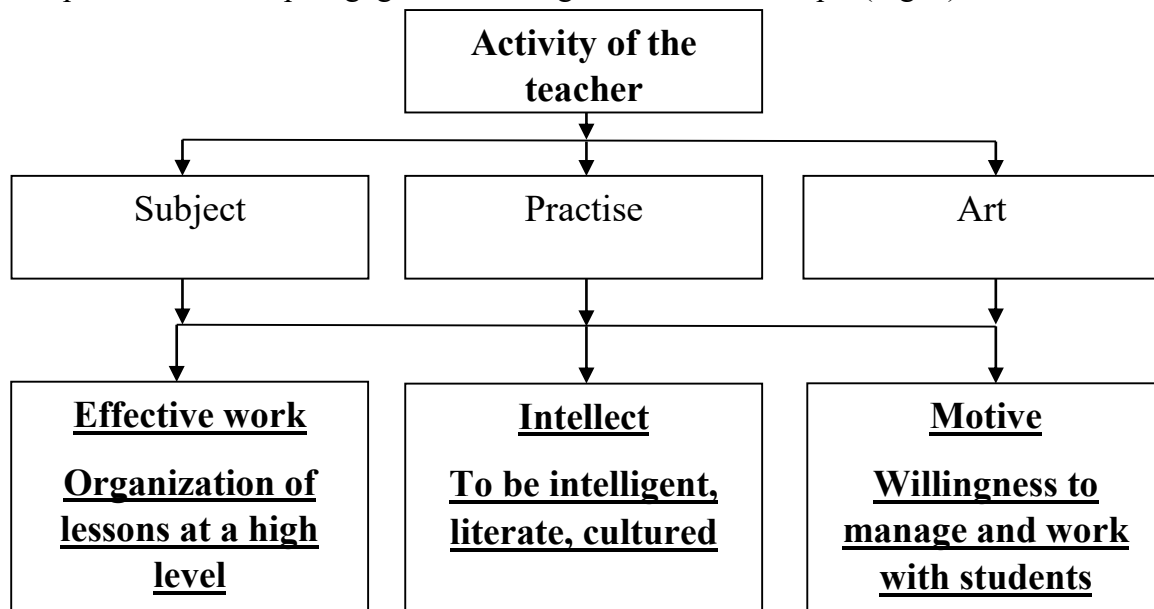 Activity of the
teacher
Subject
Practise
Art
Effective work
Organization of
lessons at a high
level
Intellect
To be intelligent,
literate, cultured
Motive
Willingness to
manage and work
with students